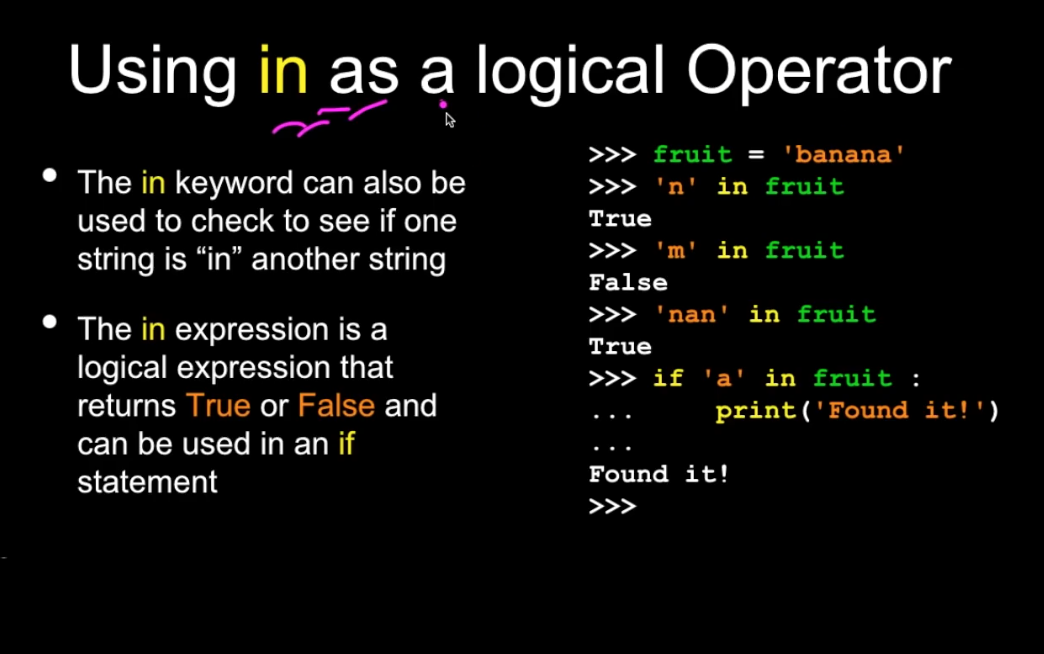 Using in as a logical Operator
• The in keyword can also be
used to check to see if one
string is “in” another string
• The in expression is a
logical expression that
returns True or False and
can be used in an if
statement
>>> fruit = 'banana'
>>> 'n' in fruit
True
>>> 'm' in fruit
False
>>> 'nan' in fruit
True
>>> if 'a' in fruit :
...     print('Found it!')
...
Found it!
>>>